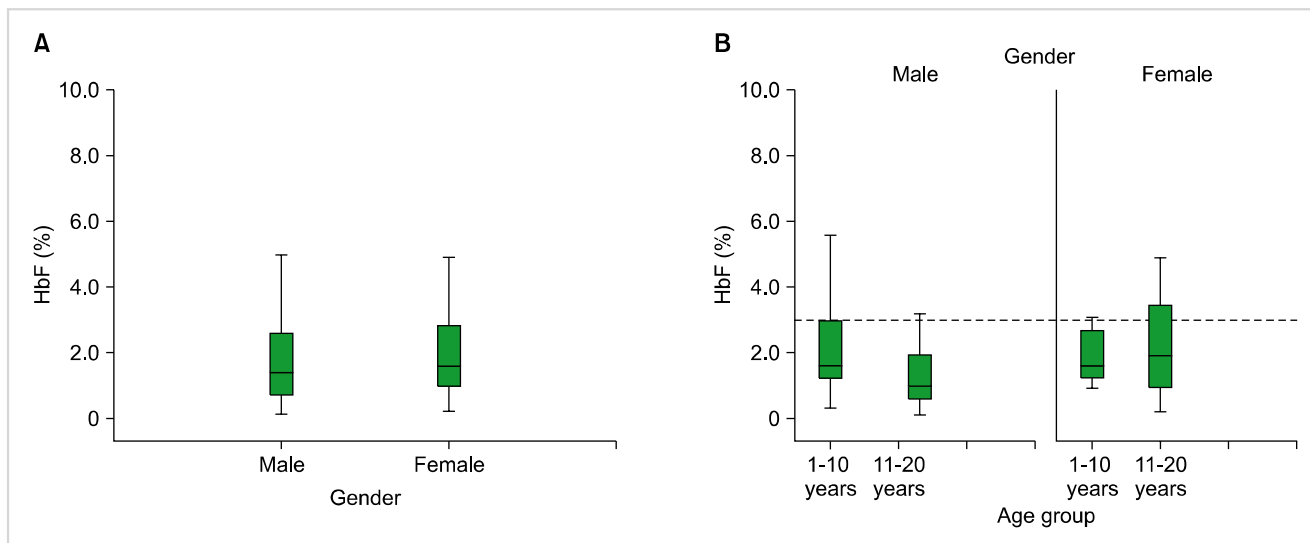 A
10.0
8.0
6.0
4.0
2.0
0
HbF (%)
Male
Female
Gender
B
Gender
Male
Female
10.0
8.0
6.0
4.0
2.0
0
HbF (%)
1-10
years
11-20
years
1-10
years
11-20
years
Age group